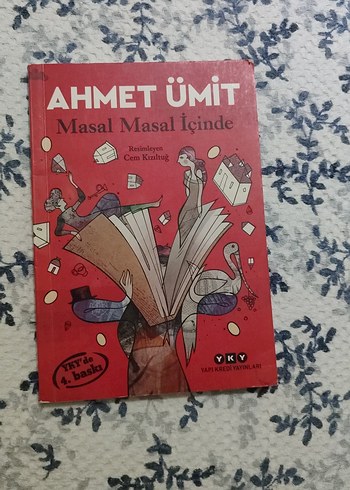 AHMET ÜMİT
Masal Masal İçinde
Resimleyen
Cem Kızıltuğ
YKY'de
4. baskı
YKY
YAPI KREDİ YAYINLARI